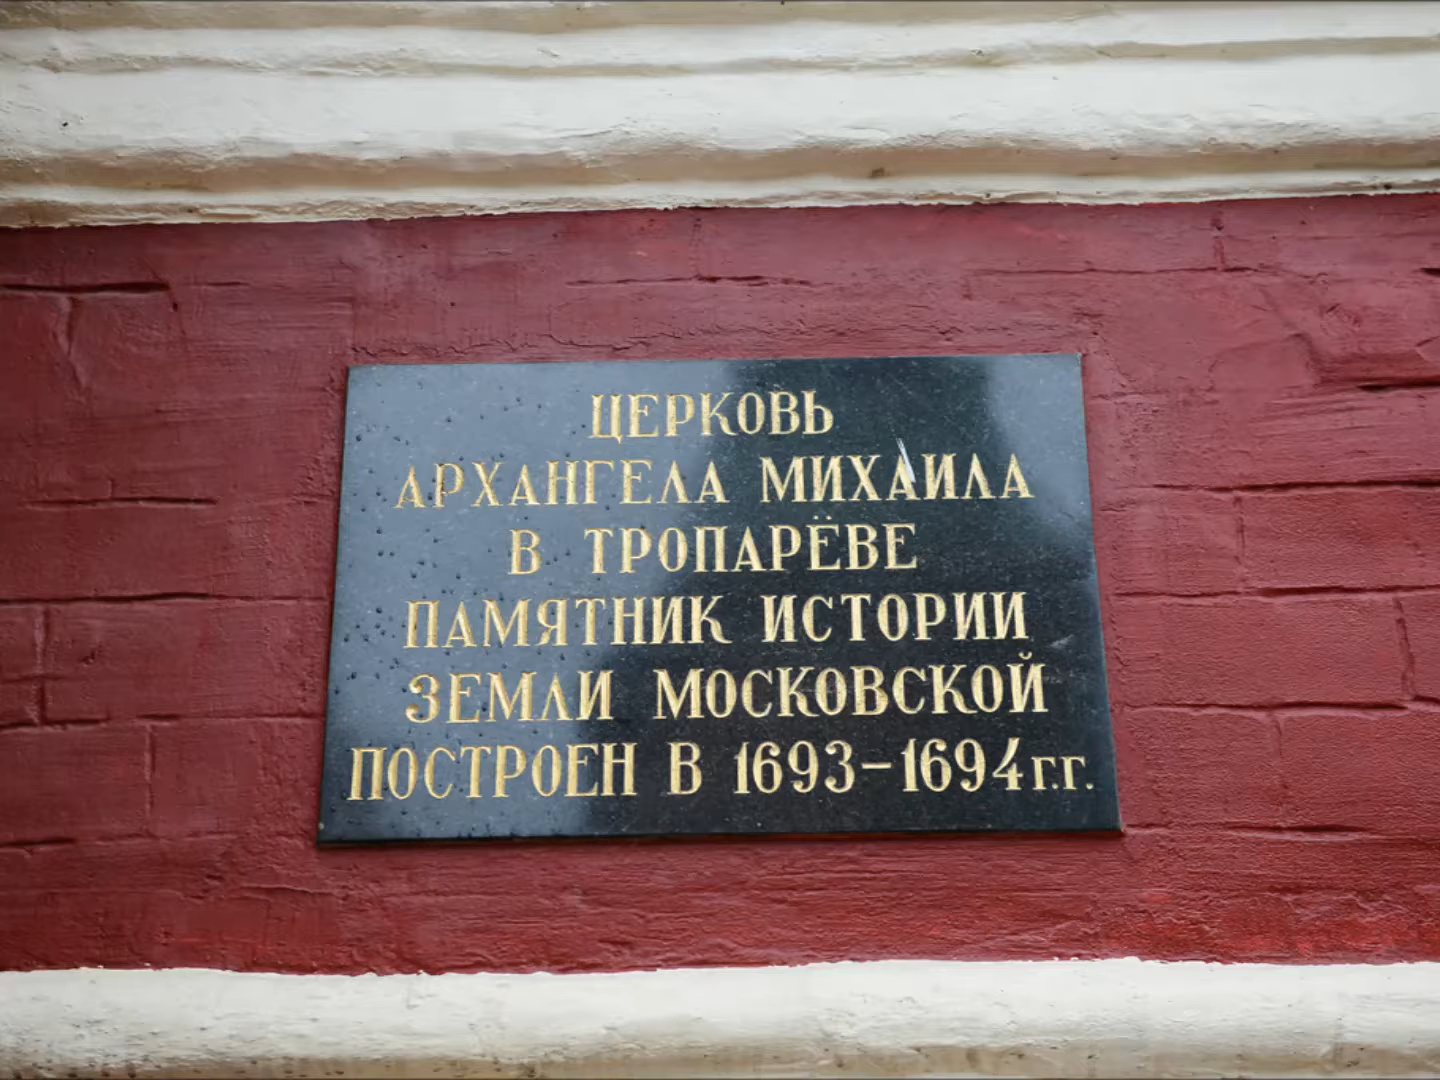 ЦЕРКОВЬ
АРХАНГЕЛА МИХАИЛА
В ТРОПАРЁВЕ
ПАМЯТНИК ИСТОРИИ
ЗЕМЛИ МОСКОВСКОЙ
ПОСТРОЕН В 1693-1694 г.г.